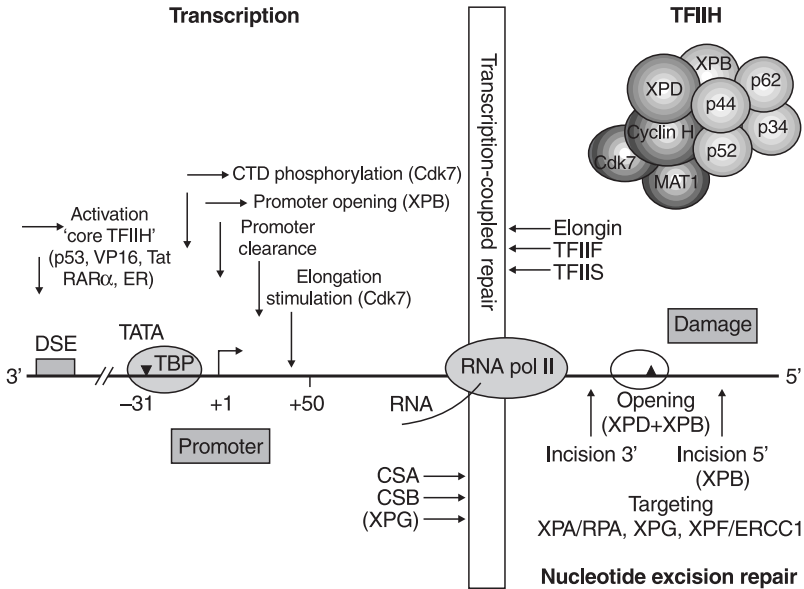 Transcription
TFIIH
XPB
XPD
p62
p44
Cyclin H
p34
p52
Cdk7
MAT1
Transcription-coupled repair
CTD phosphorylation (Cdk7)
Promoter opening (XPB)
Activation
‘core TFIIH’
(p53, VP16, Tat
RARα, ER)
Promoter
clearance
Elongation
stimulation (Cdk7)
Elongin
TFIIF
TFIIS
DSE
TATA
TBP
RNA pol II
Damage
3’
5’
–31
+1
+50
RNA
Promoter
Opening
(XPD+XPB)
Incision 3’
Incision 5’
(XPB)
CSA
CSB
(XPG)
Targeting
XPA/RPA, XPG, XPF/ERCC1
Nucleotide excision repair